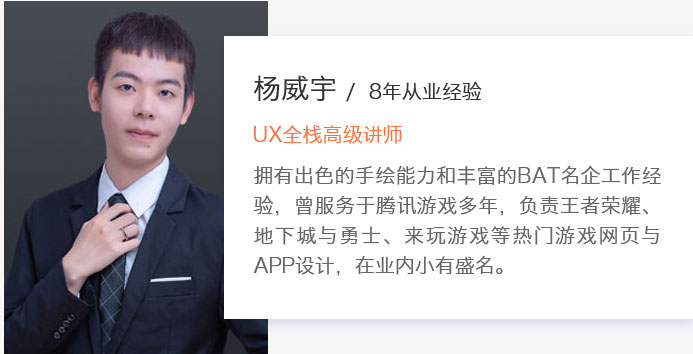 杨威宇 / 8年从业经验
UX全栈高级讲师
拥有出色的手绘能力和丰富的BAT名企工作经
验，曾服务于腾讯游戏多年，负责王者荣耀、
地下城与勇士、来玩游戏等热门游戏网页与
APP设计，在业内小有盛名。